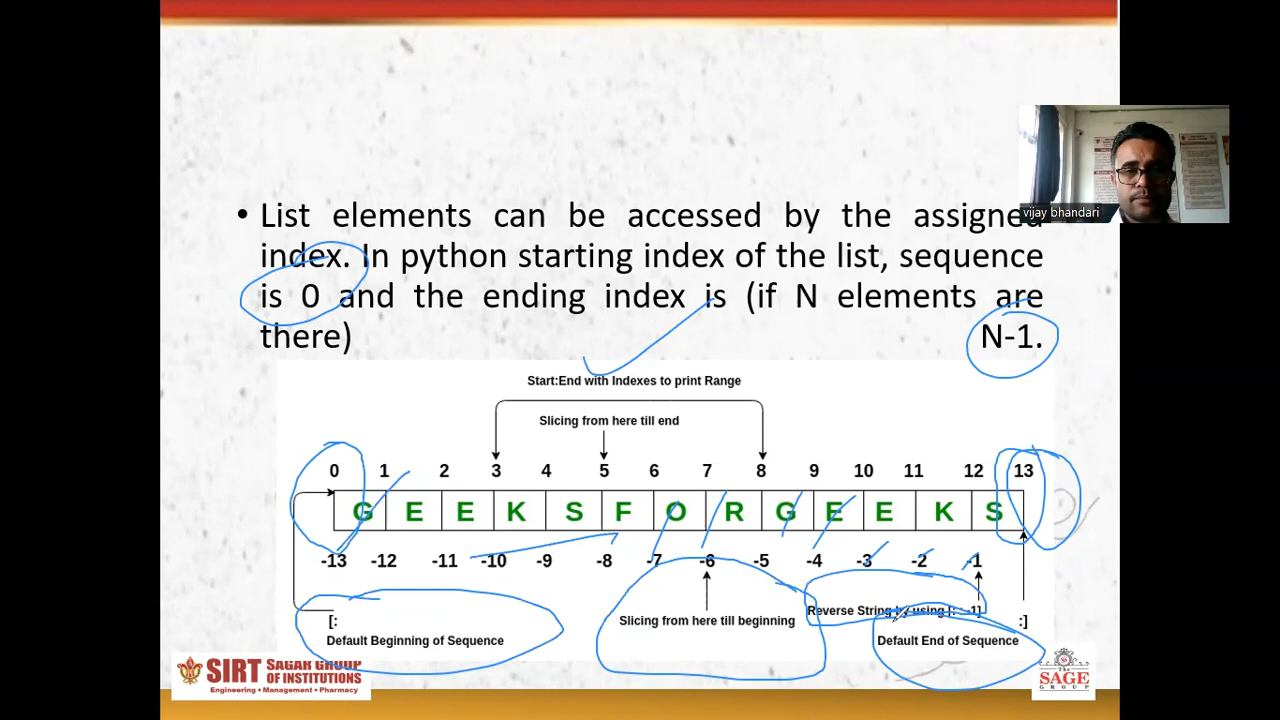 • List elements can be accessed by the assigned
index. In python starting index of the list, sequence
is 0 and the ending index is (if N elements are
there) N-1.
vijay bhandari
Start:End with Indexes to print Range
Slicing from here till end
0 1 2 3 4 5 6 7 8 9 10 11 12 13
G E E K S F O R G E E K S
-13 -12 -11 -10 -9 -8 -7 -6 -5 -4 -3 -2 -1
Reverse String by using [: : -1]
[: Slicing from here till beginning :]
Default Beginning of Sequence Default End of Sequence
SIRT SAGAR GROUP
OF INSTITUTIONS
Engineering • Management • Pharmacy
The
SAGE
GROUP